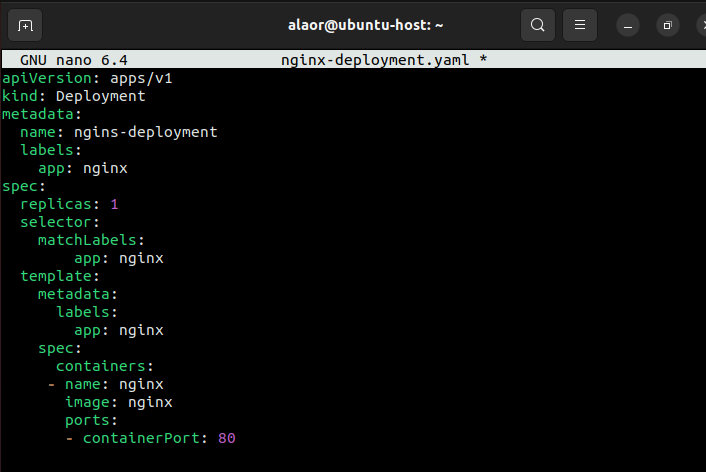 alaor@ubuntu-host: ~
GNU nano 6.4 nginx-deployment.yaml *
apiVersion: apps/v1
kind: Deployment
metadata:
  name: ngins-deployment
  labels:
    app: nginx
spec:
  replicas: 1
  selector:
    matchLabels:
        app: nginx
  template:
    metadata:
      labels:
        app: nginx
    spec:
      containers:
     - name: nginx
       image: nginx
       ports:
       - containerPort: 80